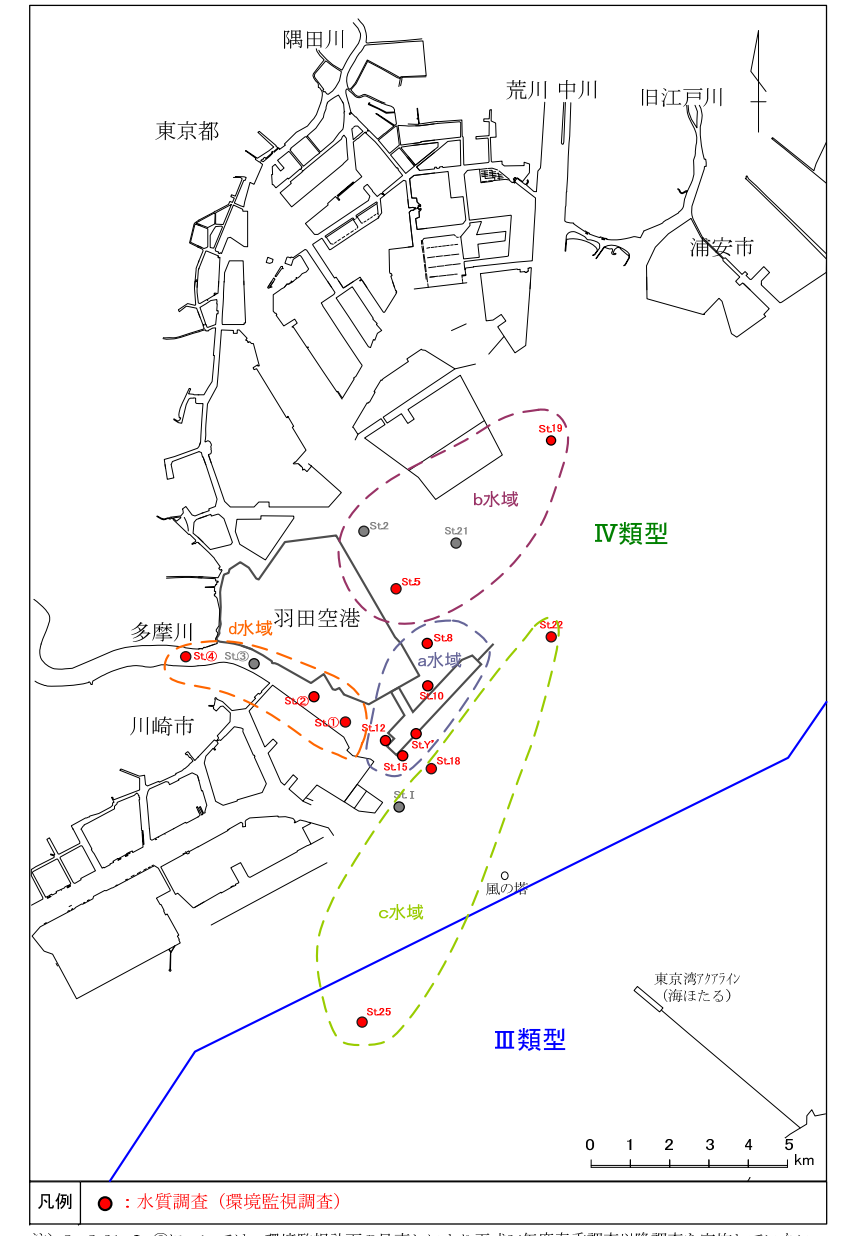 隅田川
荒川 中川
旧江戸川
東京都
浦安市
St.19
b水域
St.2
St.21
Ⅳ類型
St.5
羽田空港
多摩川
d水域
St.8
St.22
St.④
St.③
a水域
St.10
St.②
川崎市
St.①
St.12
St.Y'
St.15
St.18
St.I
風の塔
c水域
東京湾アクアライン
（海ほたる）
St.25
Ⅲ類型
0 1 2 3 4 5
km
凡例
：水質調査（環境監視調査）